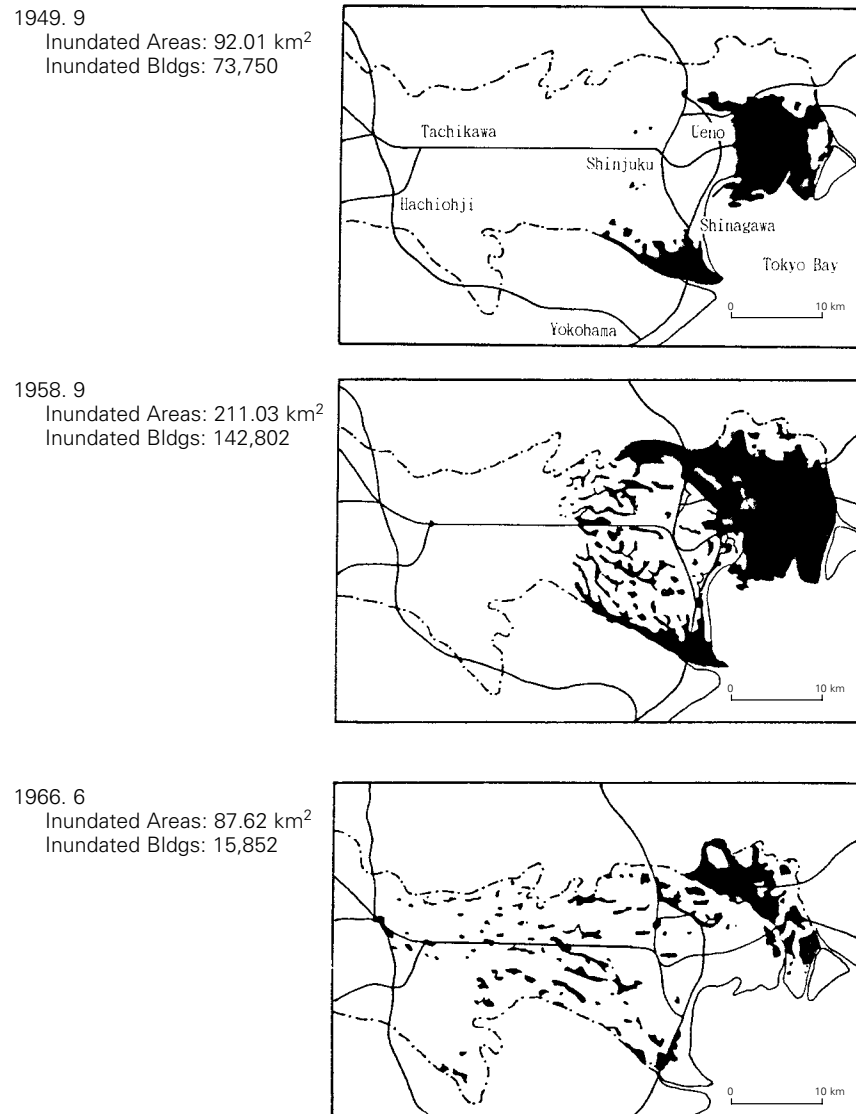 1949. 9
Inundated Areas: 92.01 km²
Inundated Bldgs: 73,750
Tachikawa
Ueno
Shinjuku
Hachiohji
Shinagawa
Tokyo Bay
0 10 km
Yokohama
1958. 9
Inundated Areas: 211.03 km²
Inundated Bldgs: 142,802
0 10 km
1966. 6
Inundated Areas: 87.62 km²
Inundated Bldgs: 15,852
0 10 km